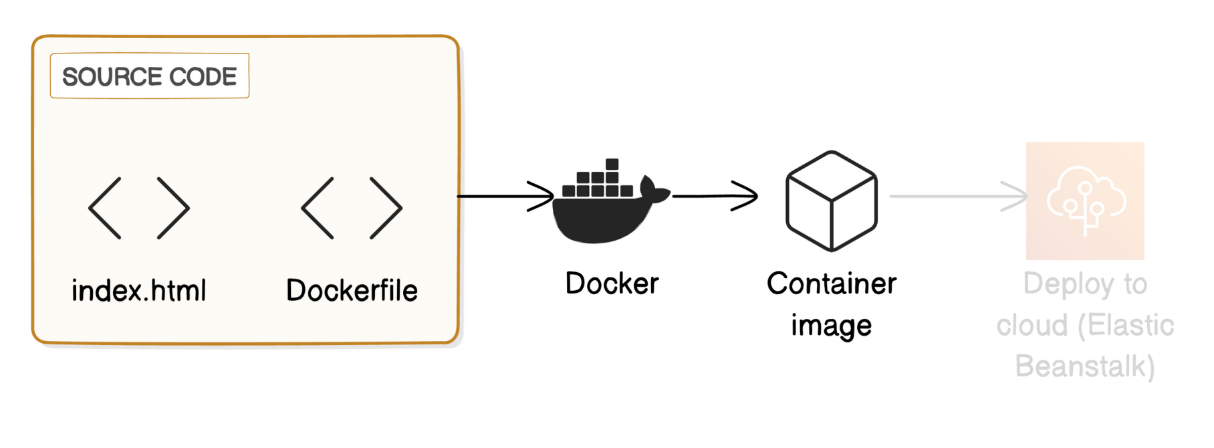 SOURCE CODE
index.html
Dockerfile
Docker
Container
image
Deploy to
cloud (Elastic
Beanstalk)